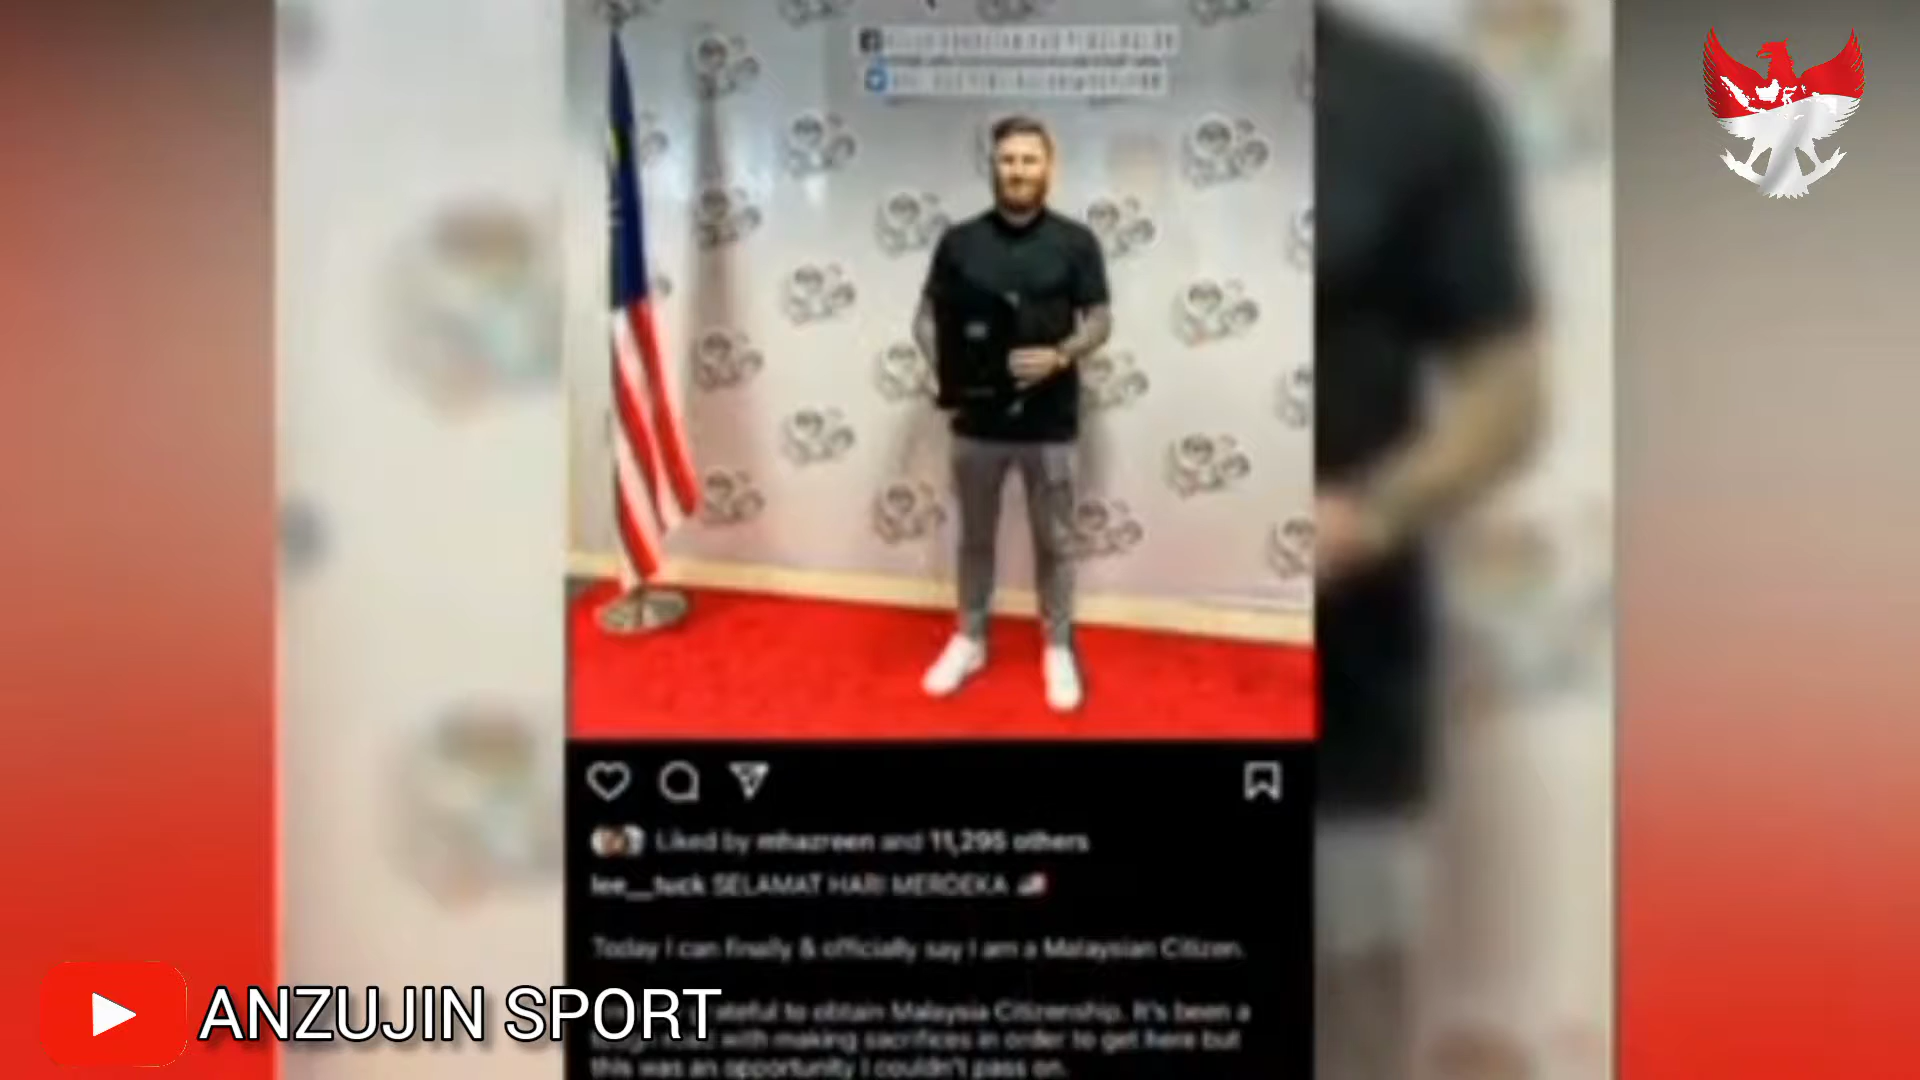 Liked by mhazreen and 11,295 others
lee__tuck SELAMAT HARI MERDEKA
Today I can finally & officially say I am a Malaysian Citizen.
to obtain Malaysia Citizenship. It's been a
with making sacrifices in order to get here but
this was an opportunity I couldn't pass on.
ANZUJIN SPORT